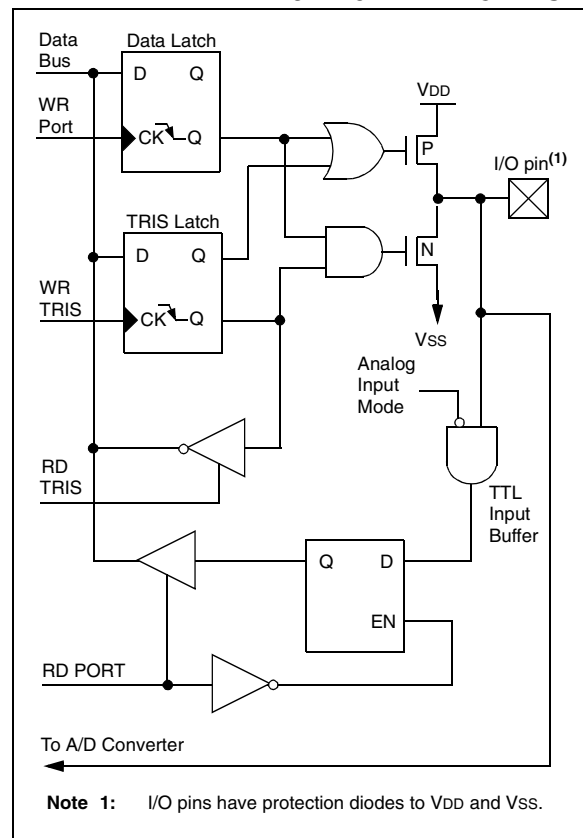 Data
Bus
Data Latch
D Q
VDD
WR
Port
CK Q
P
I/O pin(1)
TRIS Latch
D Q
N
WR
TRIS
CK Q
VSS
Analog
Input
Mode
RD
TRIS
TTL
Input
Buffer
Q D
EN
RD PORT
To A/D Converter
Note 1: I/O pins have protection diodes to VDD and VSS.